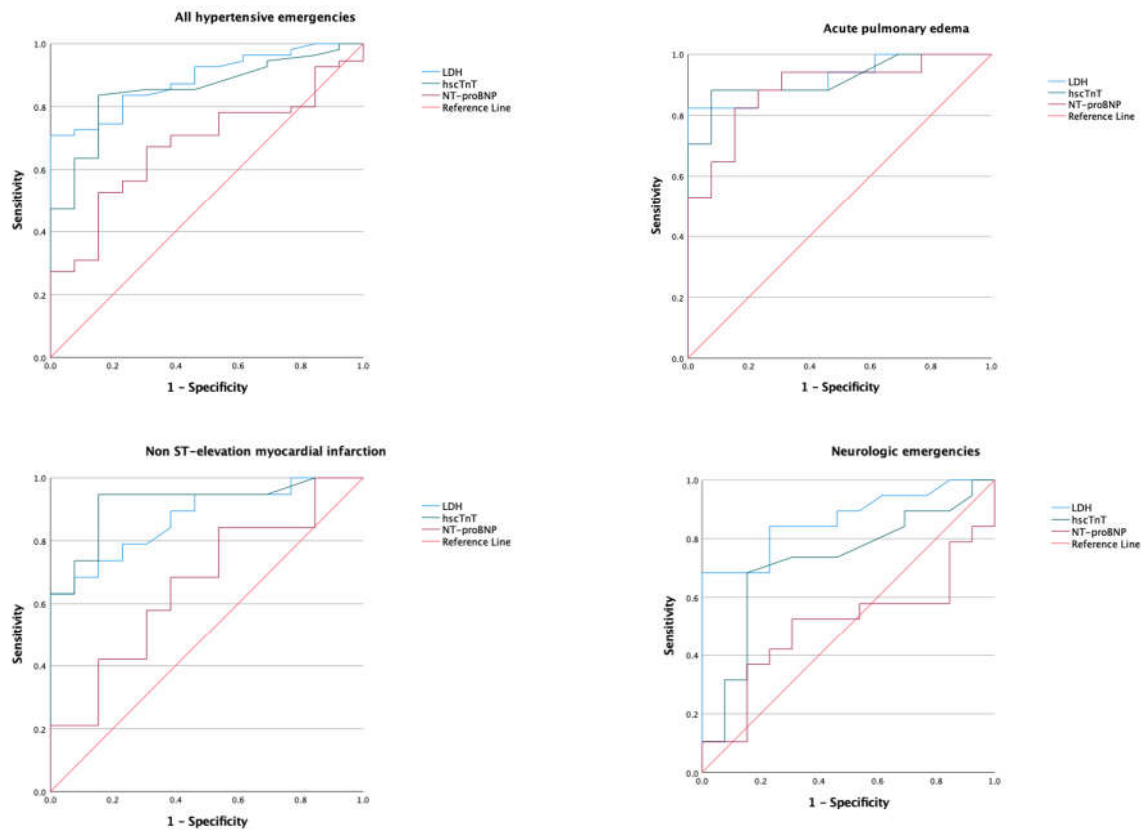 All hypertensive emergencies
1.0
0.8
0.6
0.4
0.2
0.0
Sensitivity
0.0 0.2 0.4 0.6 0.8 1.0
1 – Specificity
LDH
hscTnT
NT-proBNP
Reference Line
Acute pulmonary edema
1.0
0.8
0.6
0.4
0.2
0.0
Sensitivity
0.0 0.2 0.4 0.6 0.8 1.0
1 – Specificity
LDH
hscTnT
NT-proBNP
Reference Line
Non ST-elevation myocardial infarction
1.0
0.8
0.6
0.4
0.2
0.0
Sensitivity
0.0 0.2 0.4 0.6 0.8 1.0
1 – Specificity
LDH
hscTnT
NT-proBNP
Reference Line
Neurologic emergencies
1.0
0.8
0.6
0.4
0.2
0.0
Sensitivity
0.0 0.2 0.4 0.6 0.8 1.0
1 – Specificity
LDH
hscTnT
NT-proBNP
Reference Line